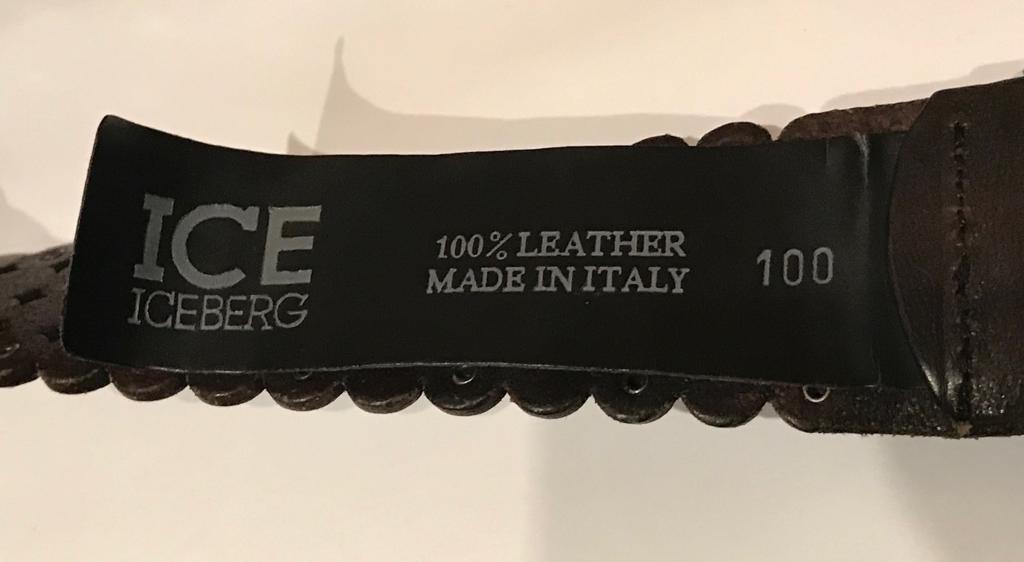 ICE
ICEBERG
100% LEATHER
MADE IN ITALY
100